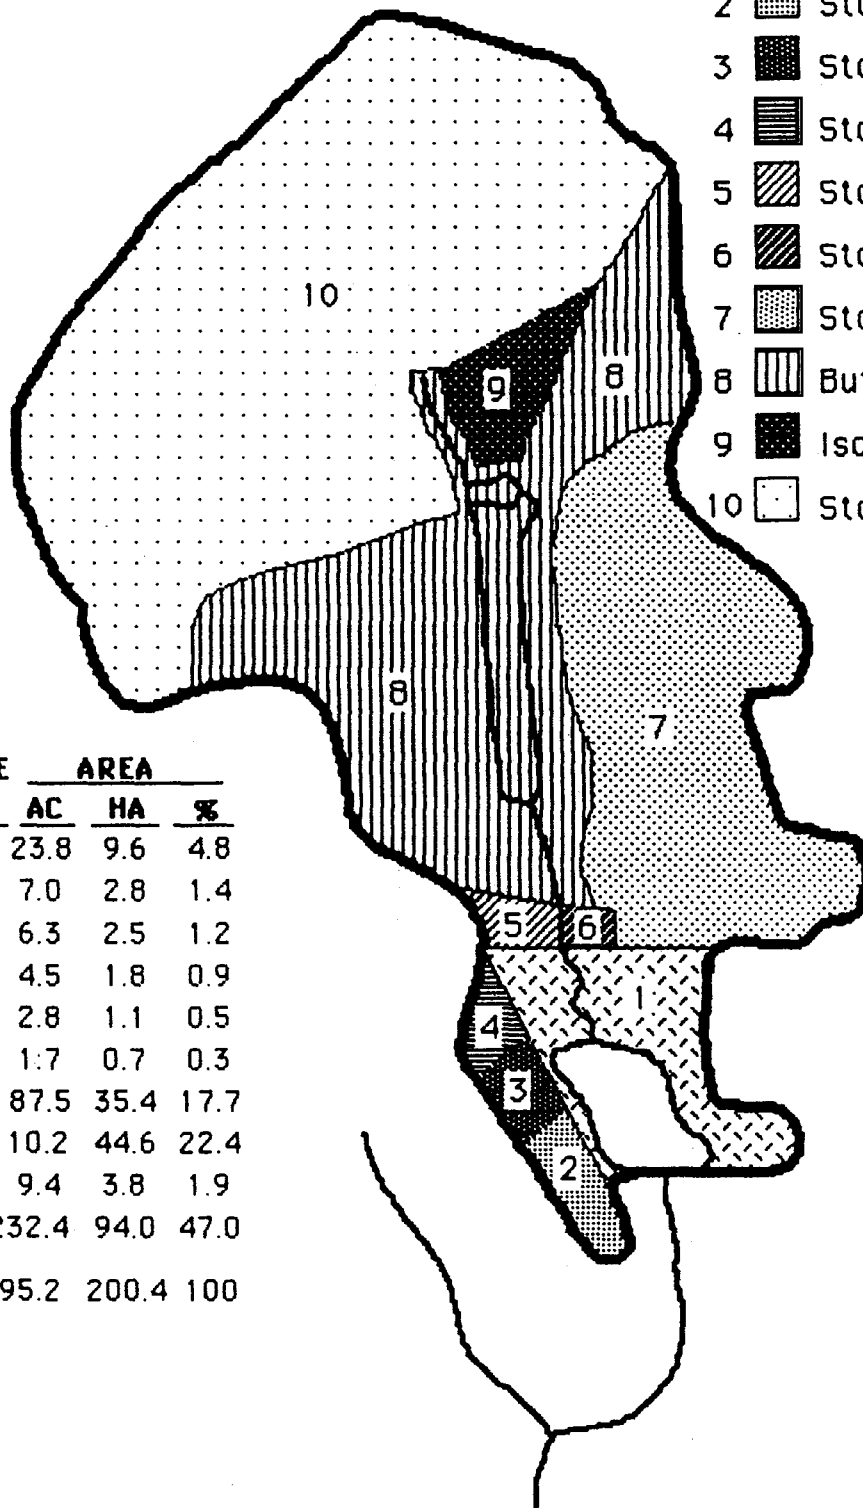 2 Sto
3 Sto
4 Sto
5 Sto
6 Sto
7 Sto
8 Buf
9 Iso
10 Sto
10
9
8
8
7
5
6
1
4
3
2
E AREA
AC HA %
23.8 9.6 4.8
7.0 2.8 1.4
6.3 2.5 1.2
4.5 1.8 0.9
2.8 1.1 0.5
1.7 0.7 0.3
87.5 35.4 17.7
10.2 44.6 22.4
9.4 3.8 1.9
232.4 94.0 47.0
95.2 200.4 100